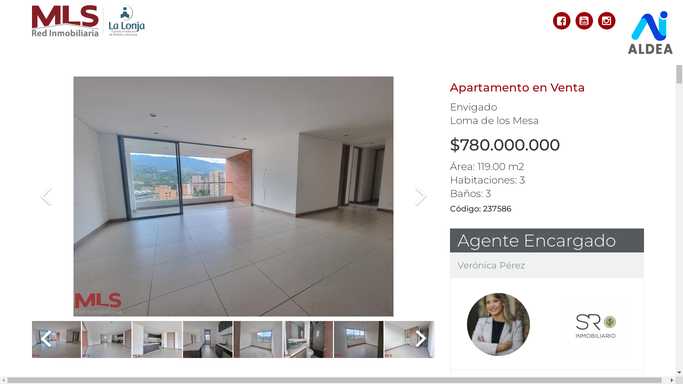 MLS
Red Inmobiliaria
La Lonja
ALDEA
Apartamento en Venta
Envigado
Loma de los Mesa
$780.000.000
Área: 119.00 m2
Habitaciones: 3
Baños: 3
Código: 237586
MLS
Agente Encargado
Verónica Pérez
SR
INMOBILIARIO